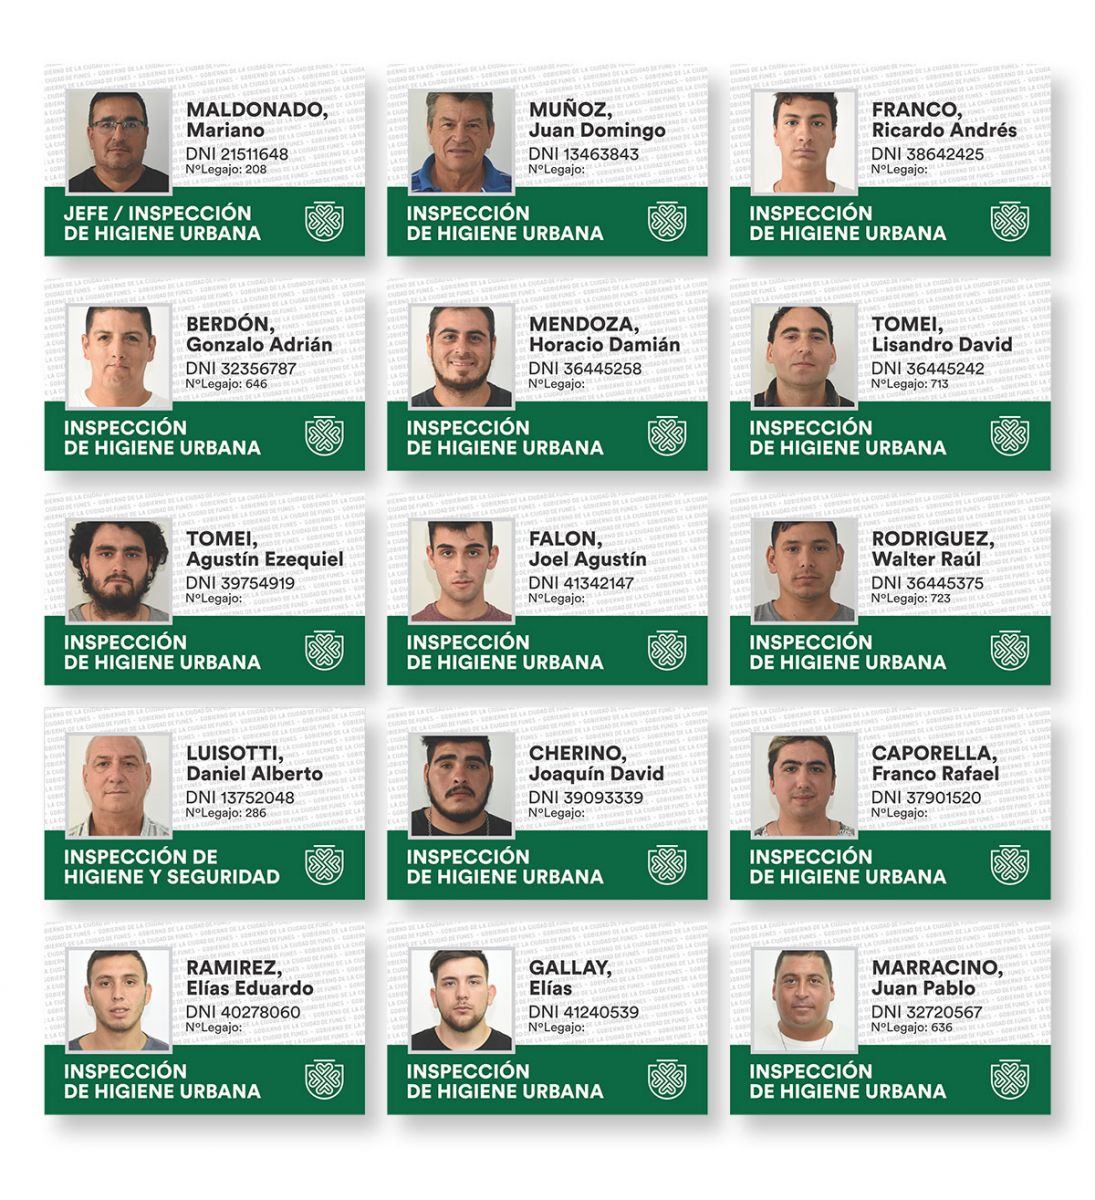 MALDONADO,
Mariano
DNI 21511648
NºLegajo: 208
JEFE / INSPECCIÓN
DE HIGIENE URBANA
MUÑOZ,
Juan Domingo
DNI 13463843
NºLegajo:
INSPECCIÓN
DE HIGIENE URBANA
FRANCO,
Ricardo Andrés
DNI 38642425
NºLegajo:
INSPECCIÓN
DE HIGIENE URBANA
BERDÓN,
Gonzalo Adrián
DNI 32356787
NºLegajo: 646
INSPECCIÓN
DE HIGIENE URBANA
MENDOZA,
Horacio Damián
DNI 36445258
NºLegajo:
INSPECCIÓN
DE HIGIENE URBANA
TOMEI,
Lisandro David
DNI 36445242
NºLegajo: 713
INSPECCIÓN
DE HIGIENE URBANA
TOMEI,
Agustín Ezequiel
DNI 39754919
NºLegajo:
INSPECCIÓN
DE HIGIENE URBANA
FALON,
Joel Agustín
DNI 41342147
NºLegajo:
INSPECCIÓN
DE HIGIENE URBANA
RODRIGUEZ,
Walter Raúl
DNI 36445375
NºLegajo: 723
INSPECCIÓN
DE HIGIENE URBANA
LUISOTTI,
Daniel Alberto
DNI 13752048
NºLegajo: 286
INSPECCIÓN DE
HIGIENE Y SEGURIDAD
CHERINO,
Joaquín David
DNI 39093339
NºLegajo:
INSPECCIÓN
DE HIGIENE URBANA
CAPORELLA,
Franco Rafael
DNI 37901520
NºLegajo:
INSPECCIÓN
DE HIGIENE URBANA
RAMIREZ,
Elías Eduardo
DNI 40278060
NºLegajo:
INSPECCIÓN
DE HIGIENE URBANA
GALLAY,
Elías
DNI 41240539
NºLegajo:
INSPECCIÓN
DE HIGIENE URBANA
MARRACINO,
Juan Pablo
DNI 32720567
NºLegajo: 636
INSPECCIÓN
DE HIGIENE URBANA